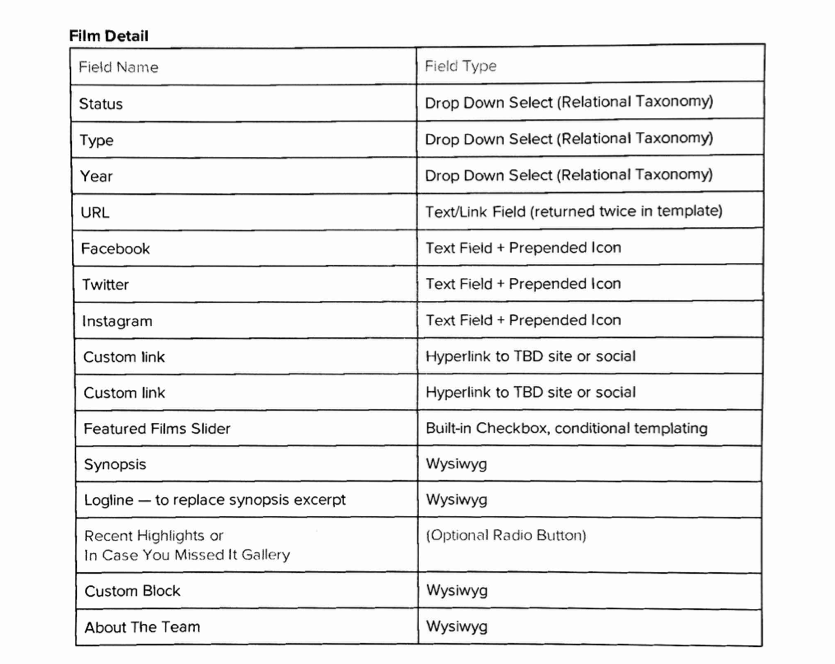 Film Detail
Field Name Field Type
Status Drop Down Select (Relational Taxonomy)
Type Drop Down Select (Relational Taxonomy)
Year Drop Down Select (Relational Taxonomy)
URL Text/Link Field (returned twice in template)
Facebook Text Field + Prepended Icon
Twitter Text Field + Prepended Icon
Instagram Text Field + Prepended Icon
Custom link Hyperlink to TBD site or social
Custom link Hyperlink to TBD site or social
Featured Films Slider Built-in Checkbox, conditional templating
Synopsis Wysiwyg
Logline — to replace synopsis excerpt Wysiwyg
Recent Highlights or (Optional Radio Button)
In Case You Missed It Gallery
Custom Block Wysiwyg
About The Team Wysiwyg